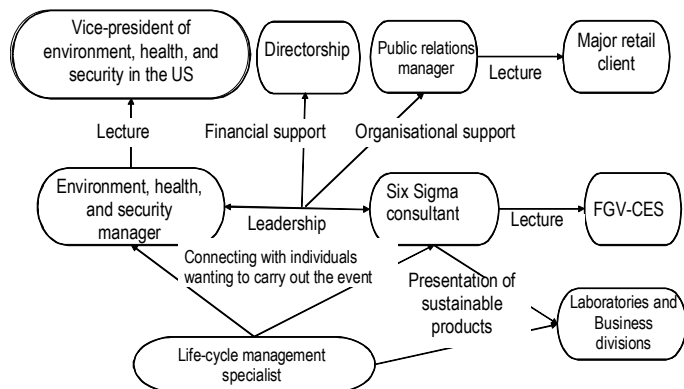 Vice-president of
environment, health, and
security in the US
Directorship
Public relations
manager
Lecture
Major retail
client
Lecture
Financial support
Organisational support
Environment, health,
and security
manager
Leadership
Six Sigma
consultant
Lecture
FGV-CES
Connecting with individuals
wanting to carry out the event
Presentation of
sustainable
products
Laboratories and
Business
divisions
Life-cycle management
specialist